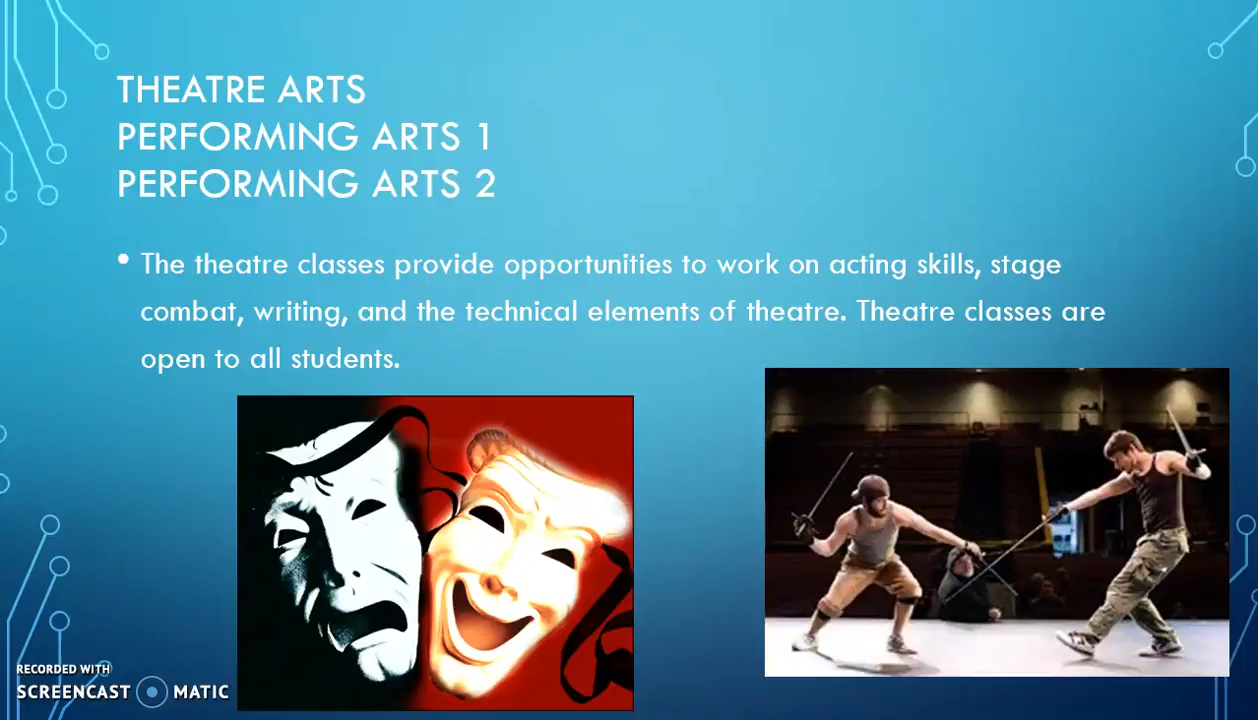 THEATRE ARTS
PERFORMING ARTS 1
PERFORMING ARTS 2
• The theatre classes provide opportunities to work on acting skills, stage
combat, writing, and the technical elements of theatre. Theatre classes are
open to all students.
RECORDED WITH
SCREENCAST MATIC